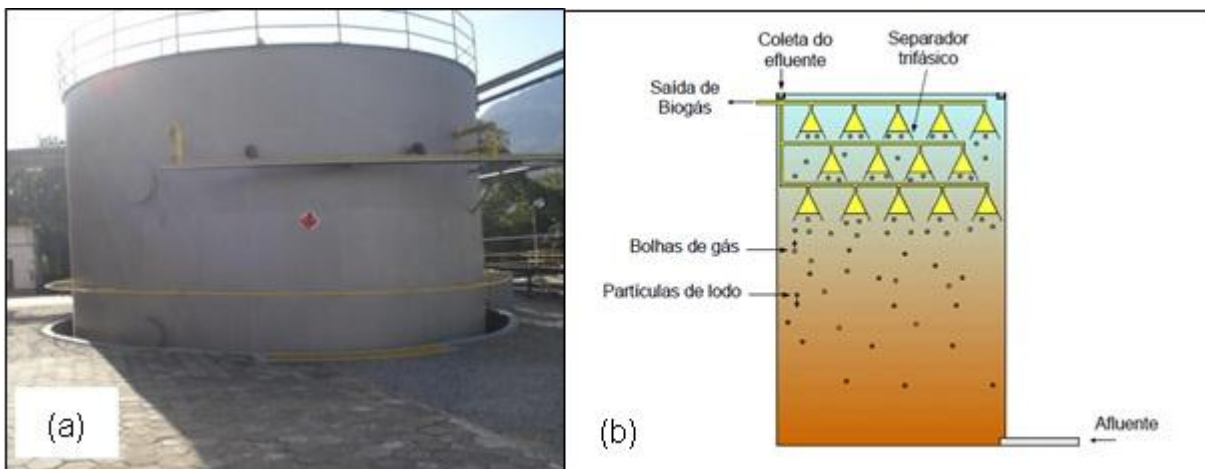 (a)
Coleta do
efluente
Separador
trifásico
Saída de
Biogás
Bolhas de gás
Partículas de lodo
Afluente
(b)